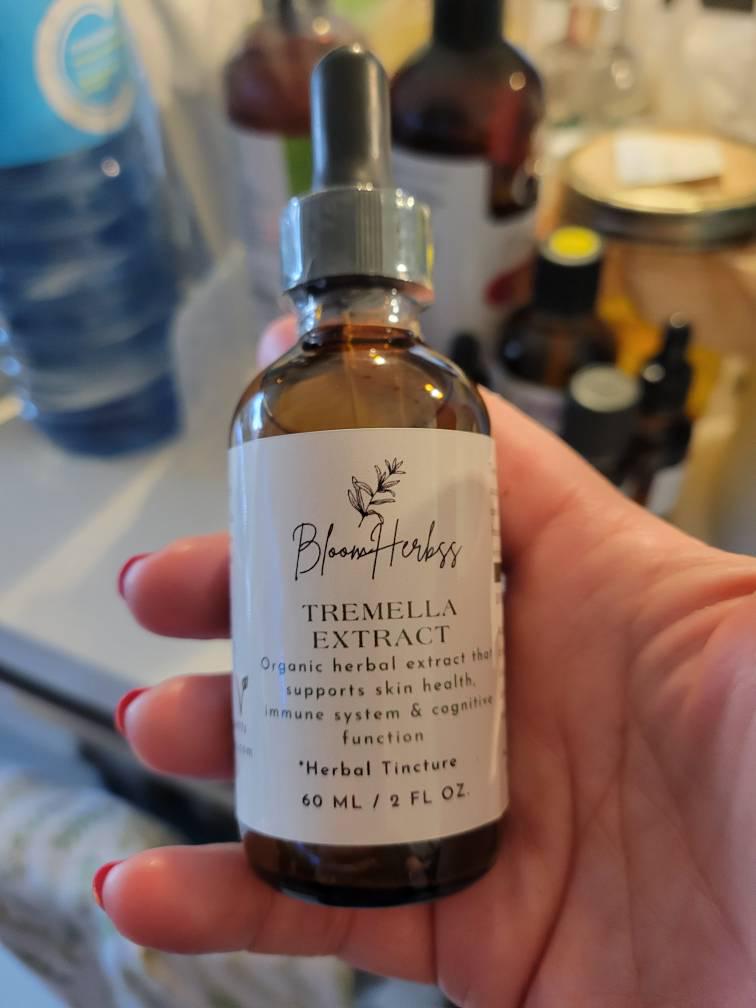 BloomHerbss
TREMELLA
EXTRACT
Organic herbal extract that
supports skin health,
immune system & cognitive
function
*Herbal Tincture
60 ML / 2 FL OZ.